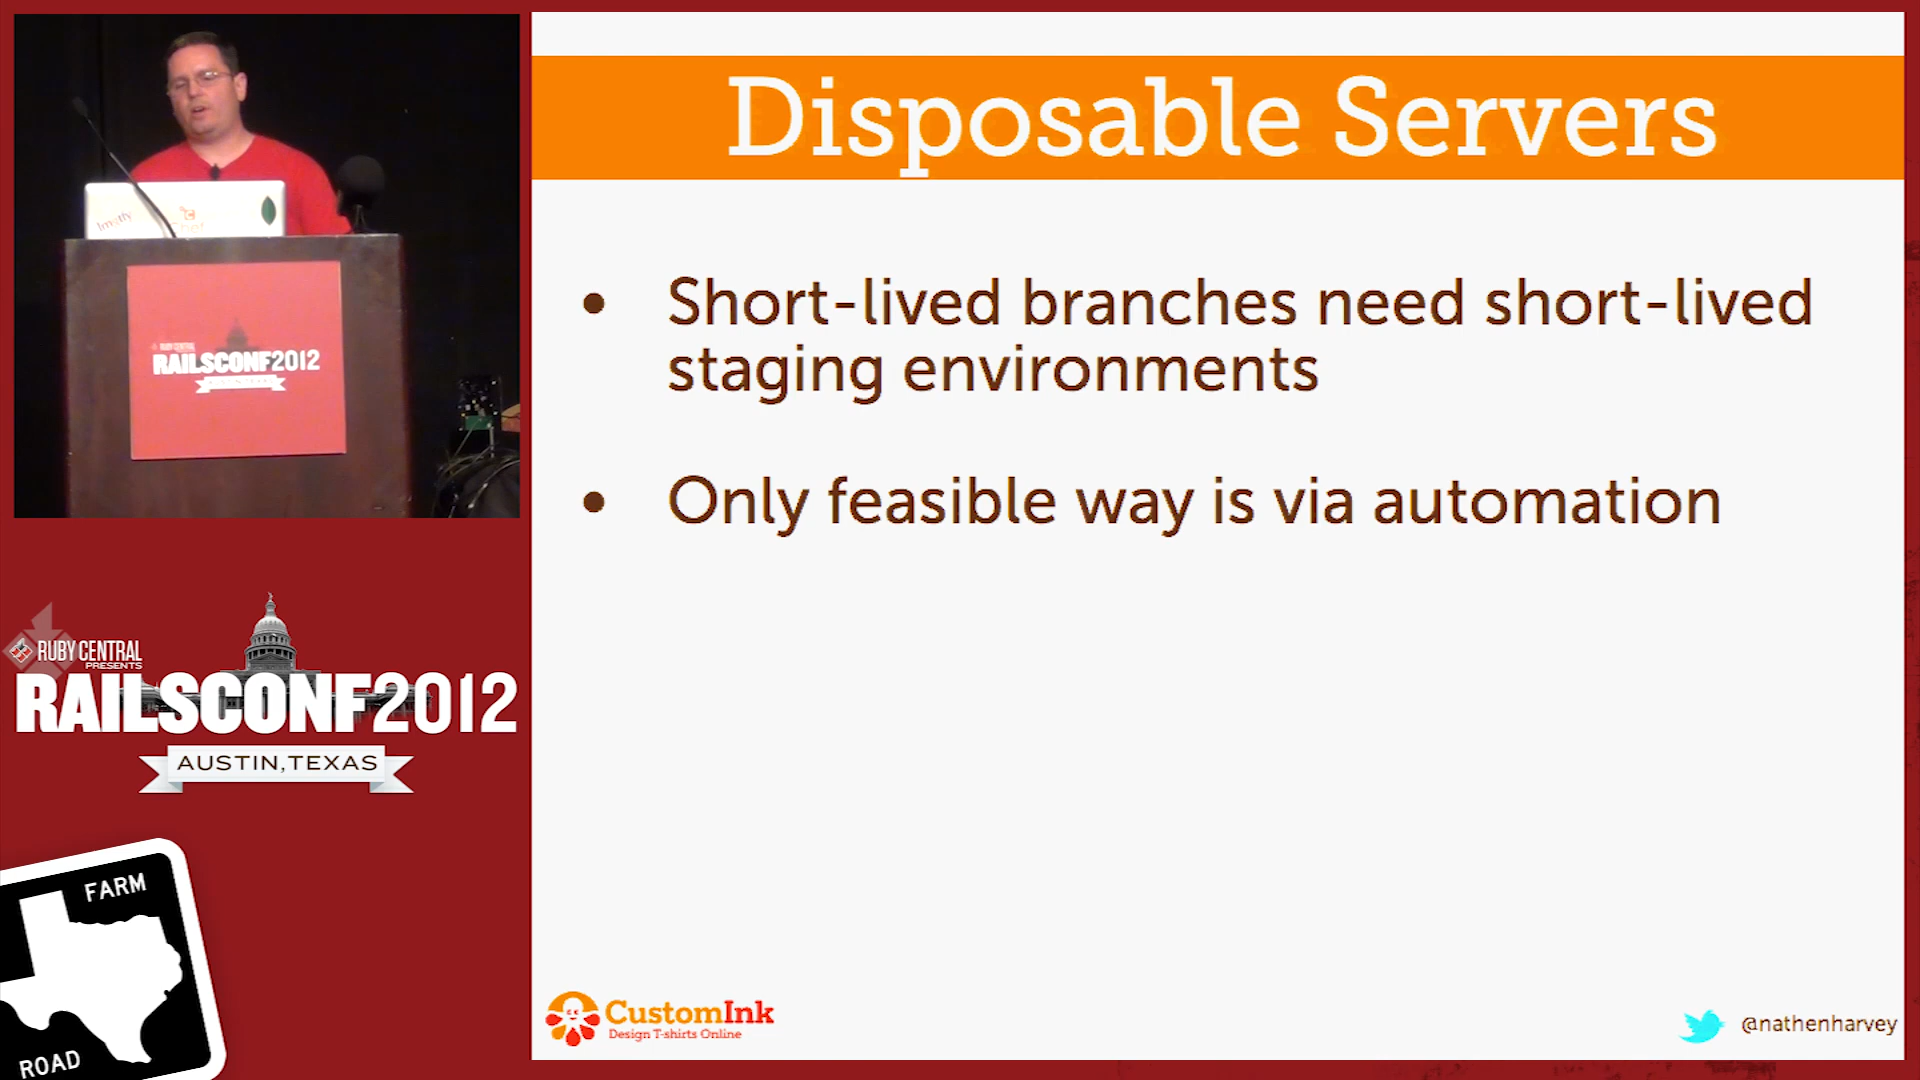 Disposable Servers
• Short-lived branches need short-lived
staging environments
• Only feasible way is via automation
CustomInk
Design T-shirts Online
@nathenharvey
RAILSCONF2012
RUBY CENTRAL
PRESENTS
RAILSCONF2012
AUSTIN, TEXAS
FARM
ROAD